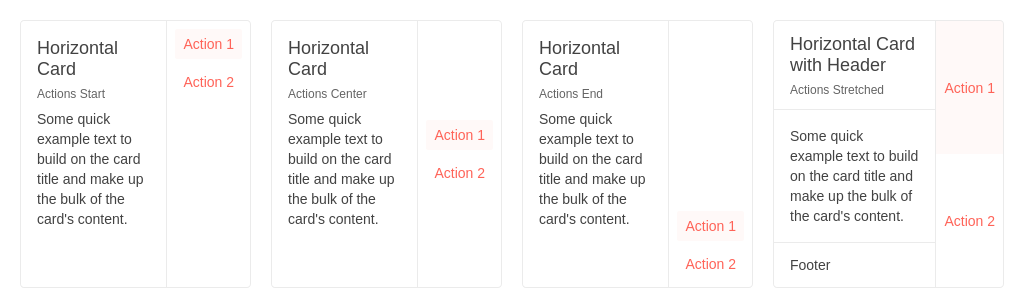 Horizontal
Card
Actions Start
Some quick
example text to
build on the card
title and make up
the bulk of the
card's content.
Action 1
Action 2
Horizontal
Card
Actions Center
Some quick
example text to
build on the card
title and make up
the bulk of the
card's content.
Action 1
Action 2
Horizontal
Card
Actions End
Some quick
example text to
build on the card
title and make up
the bulk of the
card's content.
Action 1
Action 2
Horizontal Card
with Header
Actions Stretched
Some quick
example text to build
on the card title and
make up the bulk of
the card's content.
Footer
Action 1
Action 2